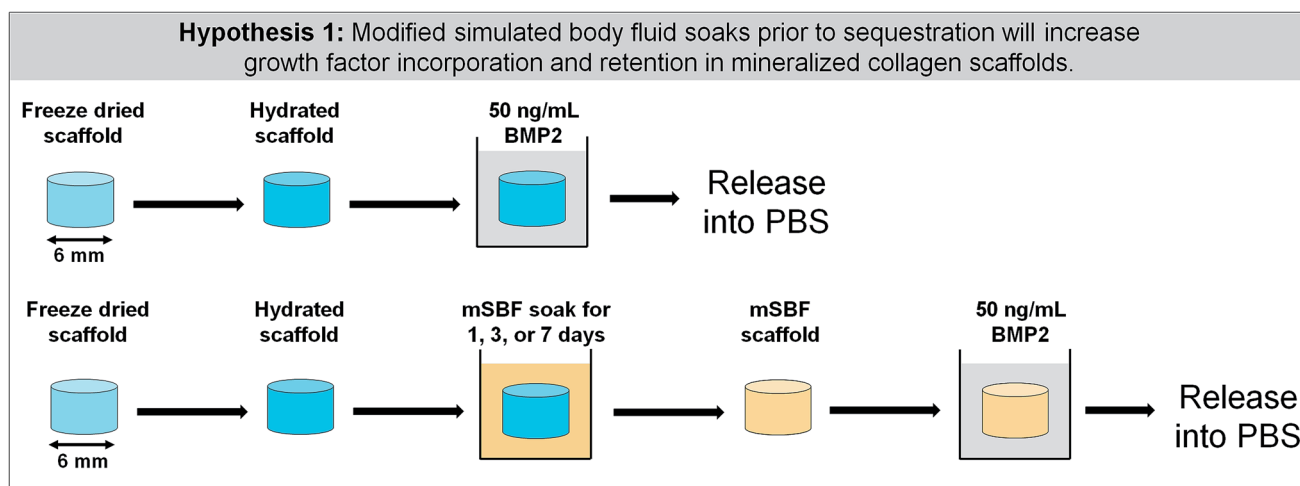 Hypothesis 1: Modified simulated body fluid soaks prior to sequestration will increase
growth factor incorporation and retention in mineralized collagen scaffolds.
Freeze dried
scaffold
Hydrated
scaffold
50 ng/mL
BMP2
Release
into PBS
6 mm
Freeze dried
scaffold
Hydrated
scaffold
mSBF soak for
1, 3, or 7 days
mSBF
scaffold
50 ng/mL
BMP2
Release
into PBS
6 mm